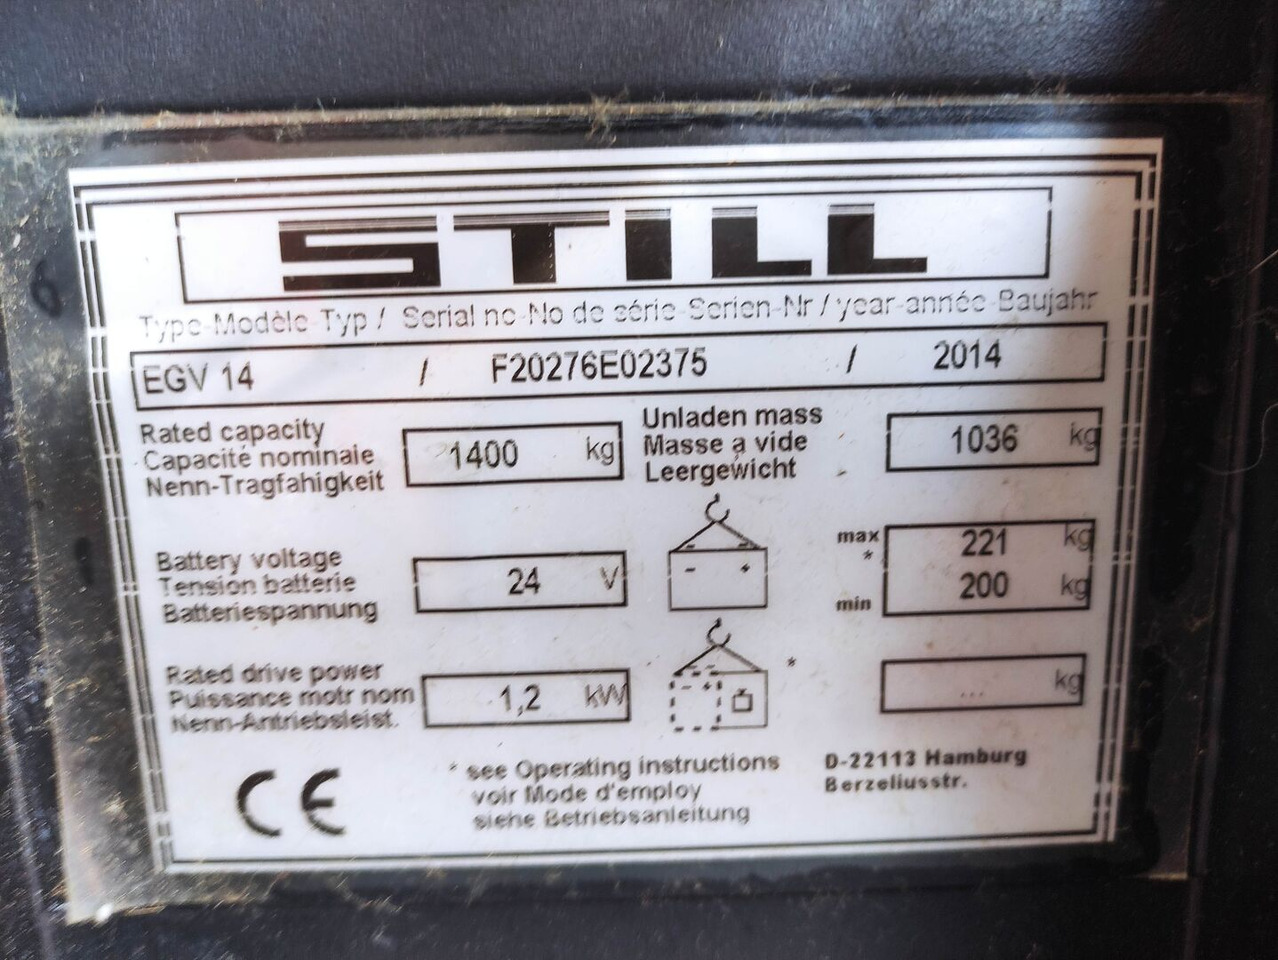 STILL
Type-Modèle-Typ / Serial no-No de série-Serien-Nr / year-année-Baujahr
EGV 14 / F20276E02375 / 2014
Rated capacity
Capacité nominale
Nenn-Tragfahigkeit
1400 kg
Unladen mass
Masse a vide
Leergewicht
1036 kg
Battery voltage
Tension batterie
Batteriespannung
24 V
- +
max
*
min
221 kg
200 kg
Rated drive power
Puissance motr nom
Nenn-Antriebsleist.
1,2 kW
- +
*
... kg
CE
* see Operating instructions
voir Mode d'employ
siehe Betriebsanleitung
D-22113 Hamburg
Berzeliusstr.